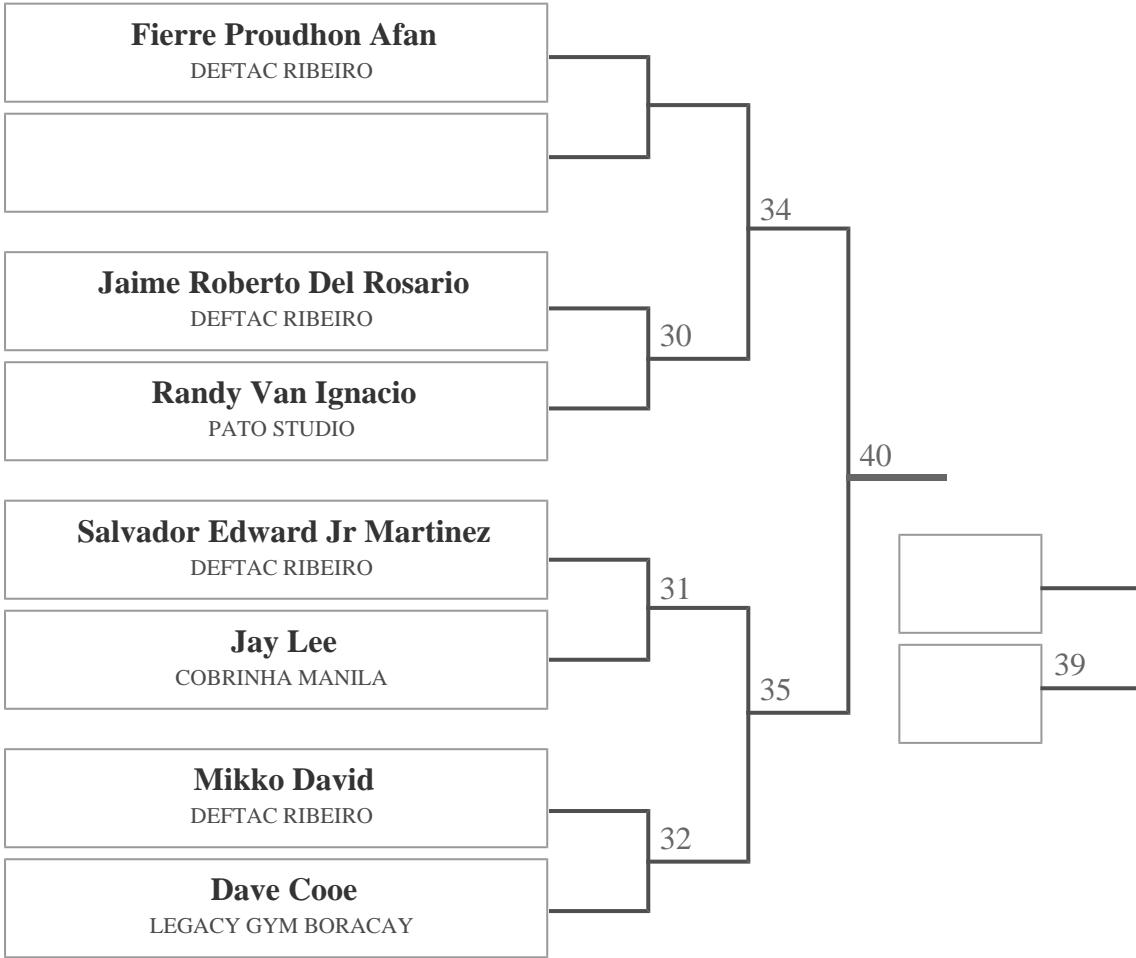 Fierre Proudhon Afan
DEFTAC RIBEIRO
34
Jaime Roberto Del Rosario
DEFTAC RIBEIRO
30
Randy Van Ignacio
PATO STUDIO
40
Salvador Edward Jr Martinez
DEFTAC RIBEIRO
31
Jay Lee
COBRINHA MANILA
39
35
Mikko David
DEFTAC RIBEIRO
32
Dave Cooe
LEGACY GYM BORACAY